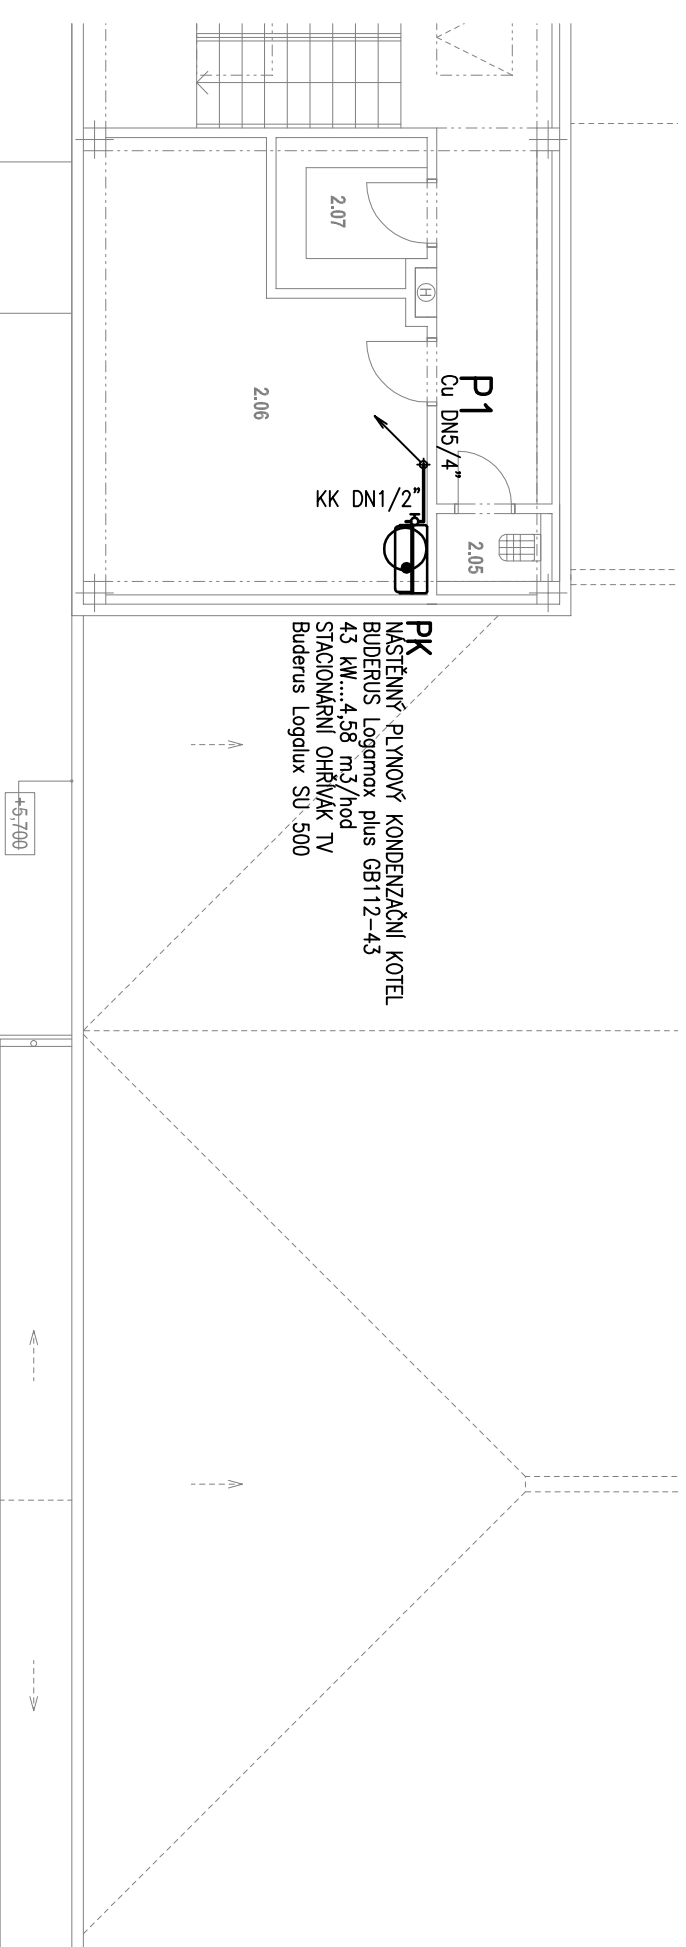 2.07
H
2.06
P1
Cu DN5/4"
KK DN1/2"
2.05
PK
NÁSTĚNNÝ PLYNOVÝ KONDENZAČNÍ KOTEL
BUDERUS Logamax plus GB112-43
43 kW....4,58 m3/hod
STACIONÁRNÍ OHŘÍVÁK TV
Buderus Logalux SU 500
+5,700